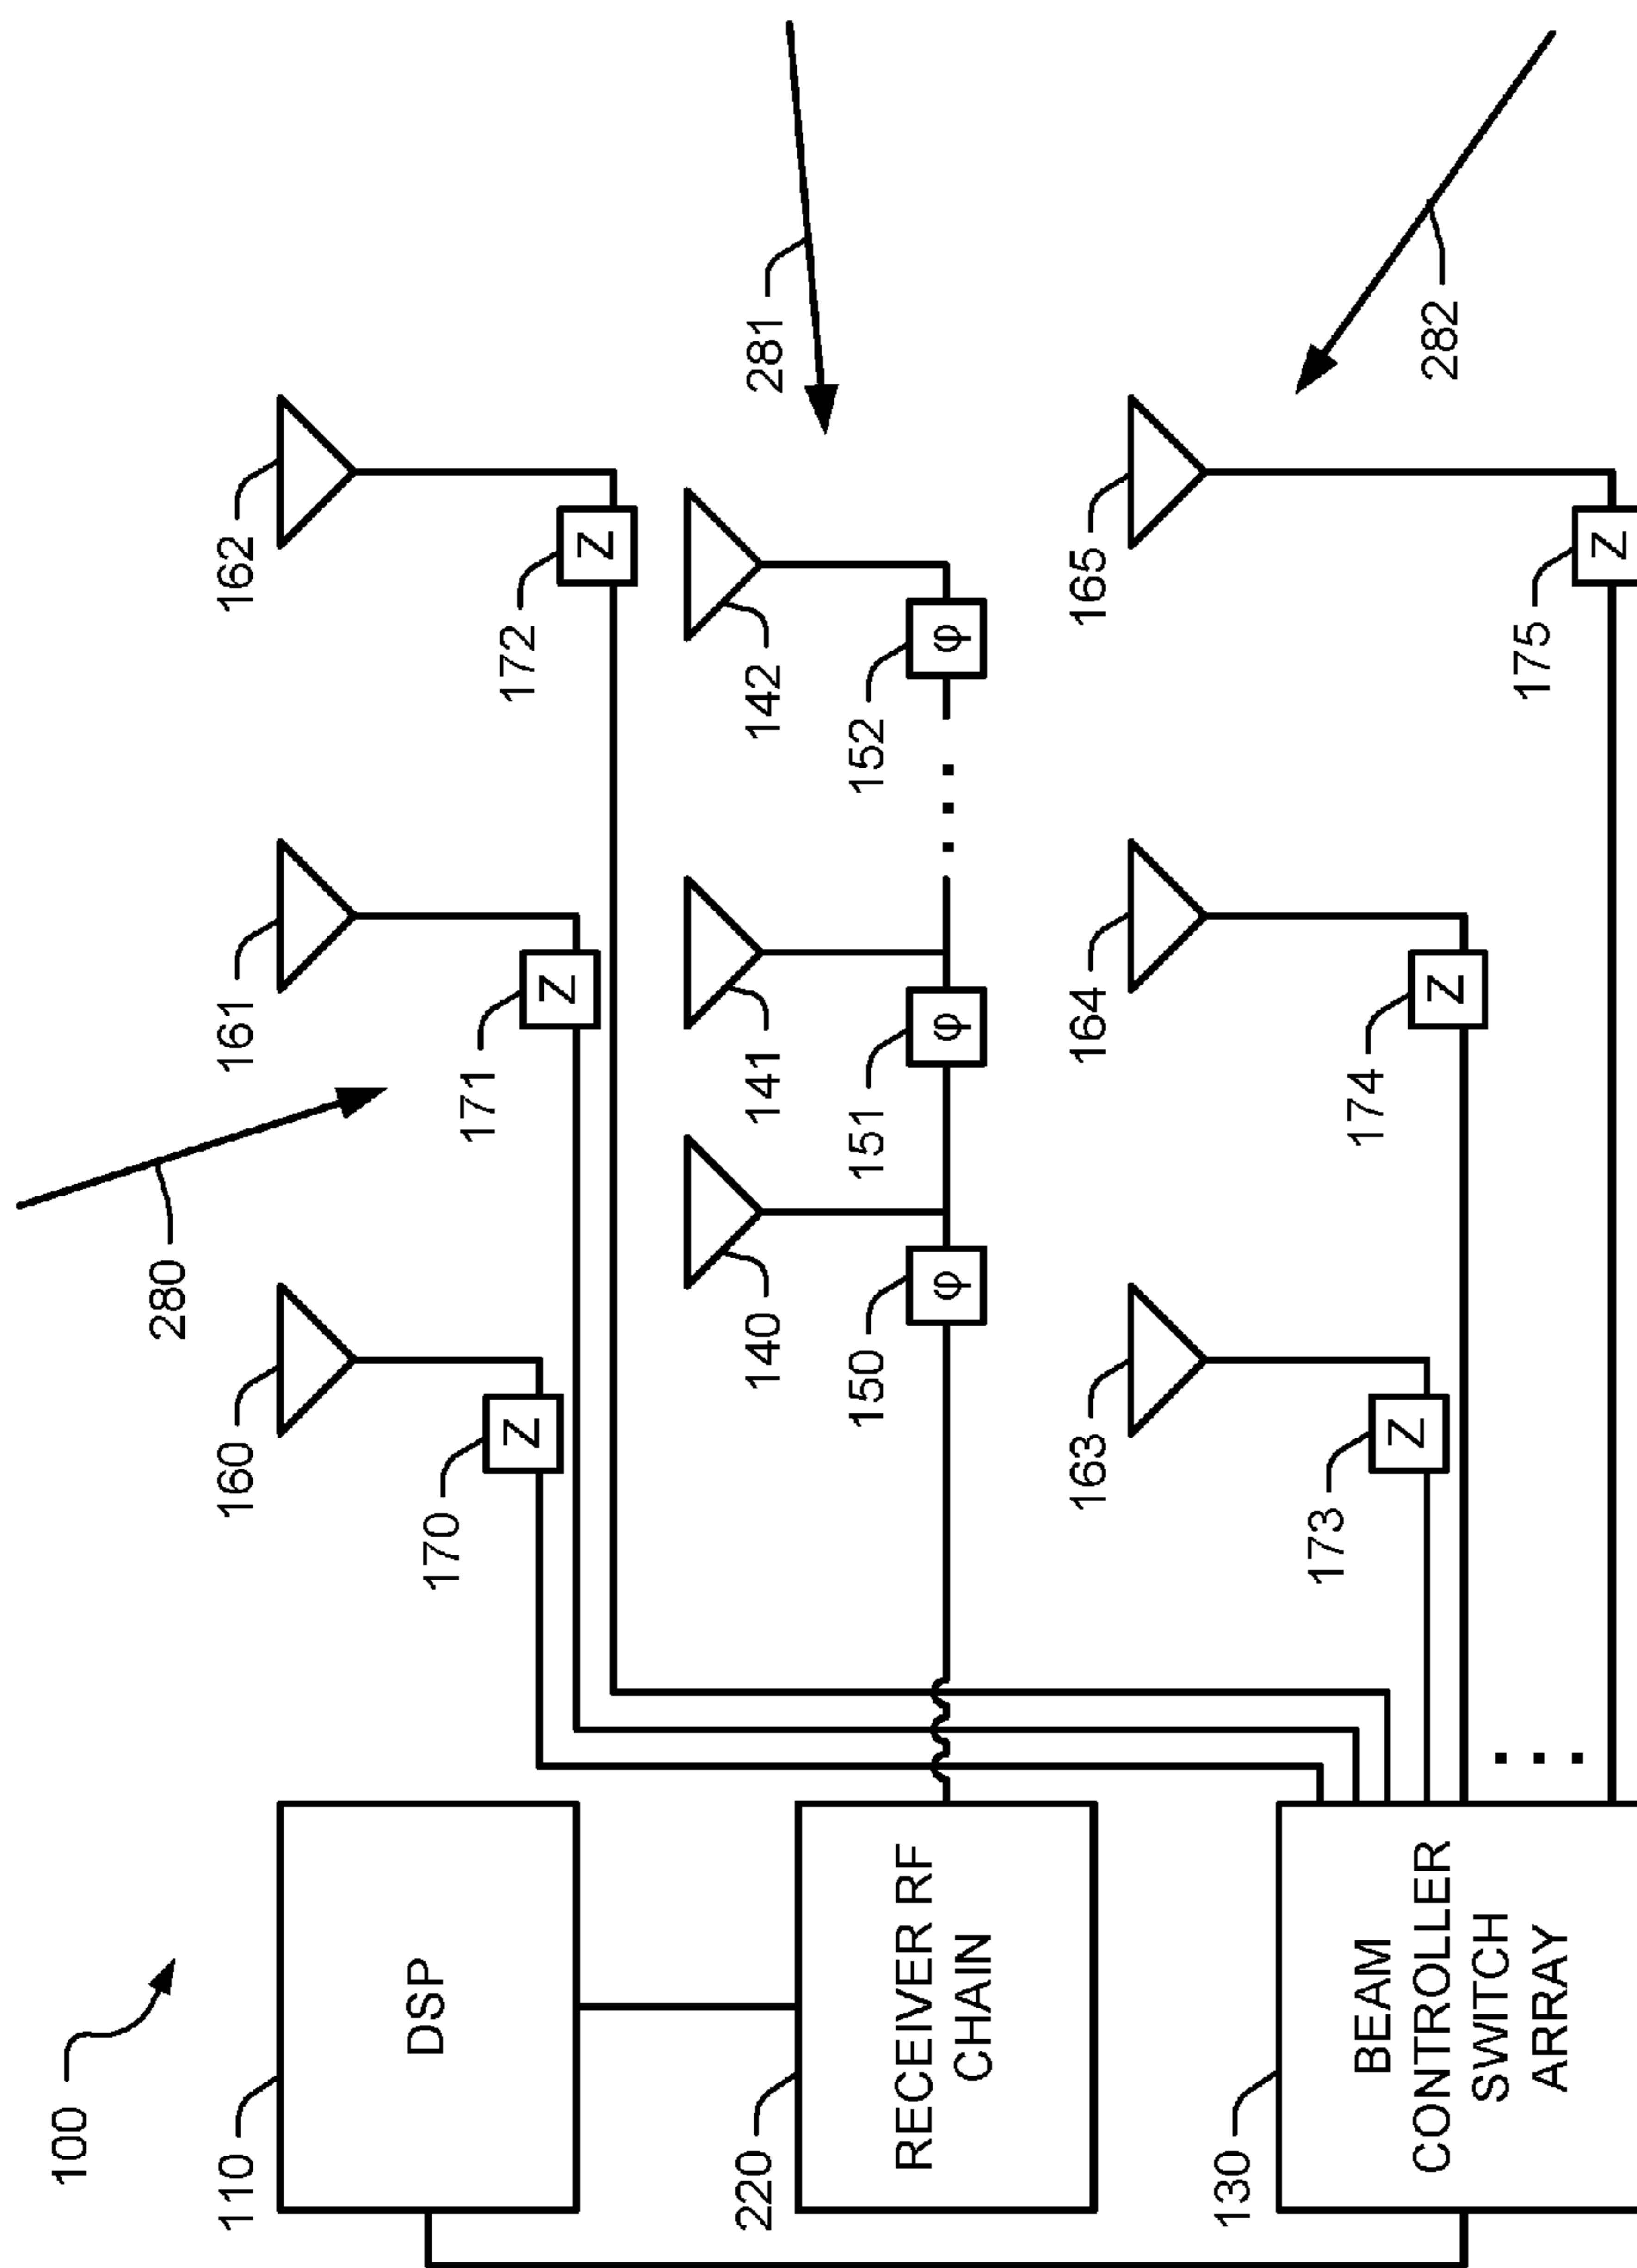 100
110
DSP
220
RECEIVER RF
CHAIN
130
BEAM
CONTROLLER
SWITCH
ARRAY
160
161
162
280
170
Z
171
Z
172
Z
281
140
141
142
150
φ
151
φ
152
φ
282
163
164
165
173
Z
174
Z
175
Z